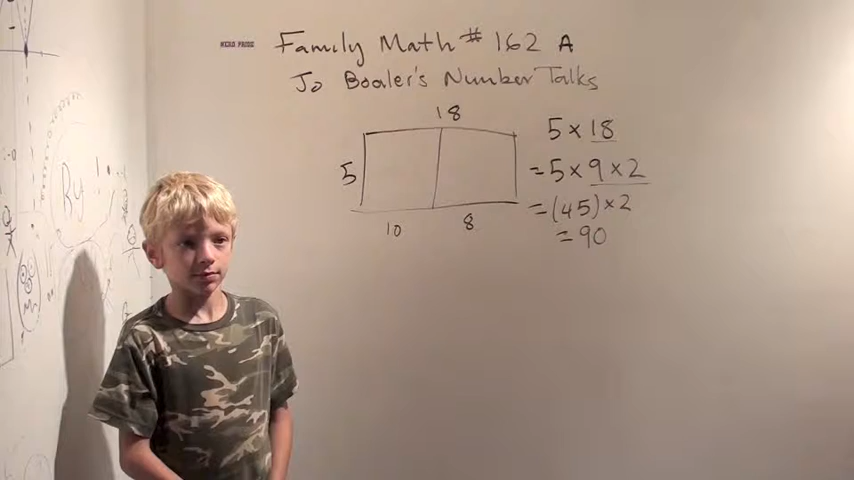 Family Math # 162 A
Jo Boaler's Number Talks
18
5
10 8
5 × 18
= 5 × 9 × 2
= (45) × 2
= 90
By